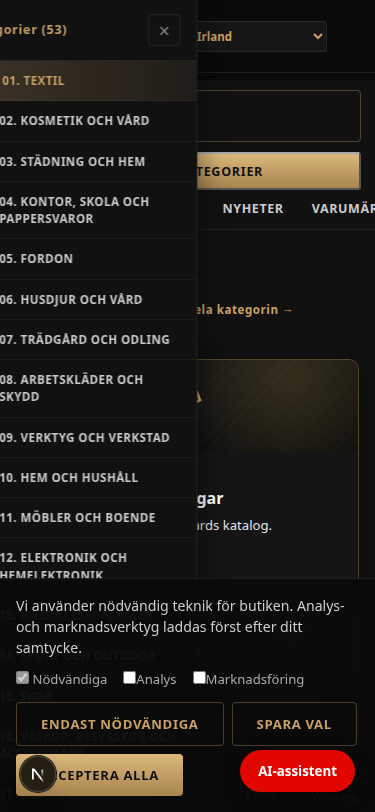 gorier (53)
×
Irland
01. TEXTIL
02. KOSMETIK OCH VÅRD
03. STÄDNING OCH HEM
TEGORIER
04. KONTOR, SKOLA OCH
PAPPERSVAROR
NYHETER
VARUMÄR
05. FORDON
06. HUSDJUR OCH VÅRD
ela kategorin →
07. TRÄDGÅRD OCH ODLING
08. ARBETSKLÄDER OCH
SKYDD
09. VERKTYG OCH VERKSTAD
10. HEM OCH HUSHÅLL
gar
11. MÖBLER OCH BOENDE
rds katalog.
12. ELEKTRONIK OCH
HEMELEKTRONIK
Vi använder nödvändig teknik för butiken. Analys-
och marknadsverktyg laddas först efter ditt
samtycke.
Nödvändiga
Analys
Marknadsföring
ENDAST NÖDVÄNDIGA
SPARA VAL
N
CEPTERA ALLA
AI-assistent